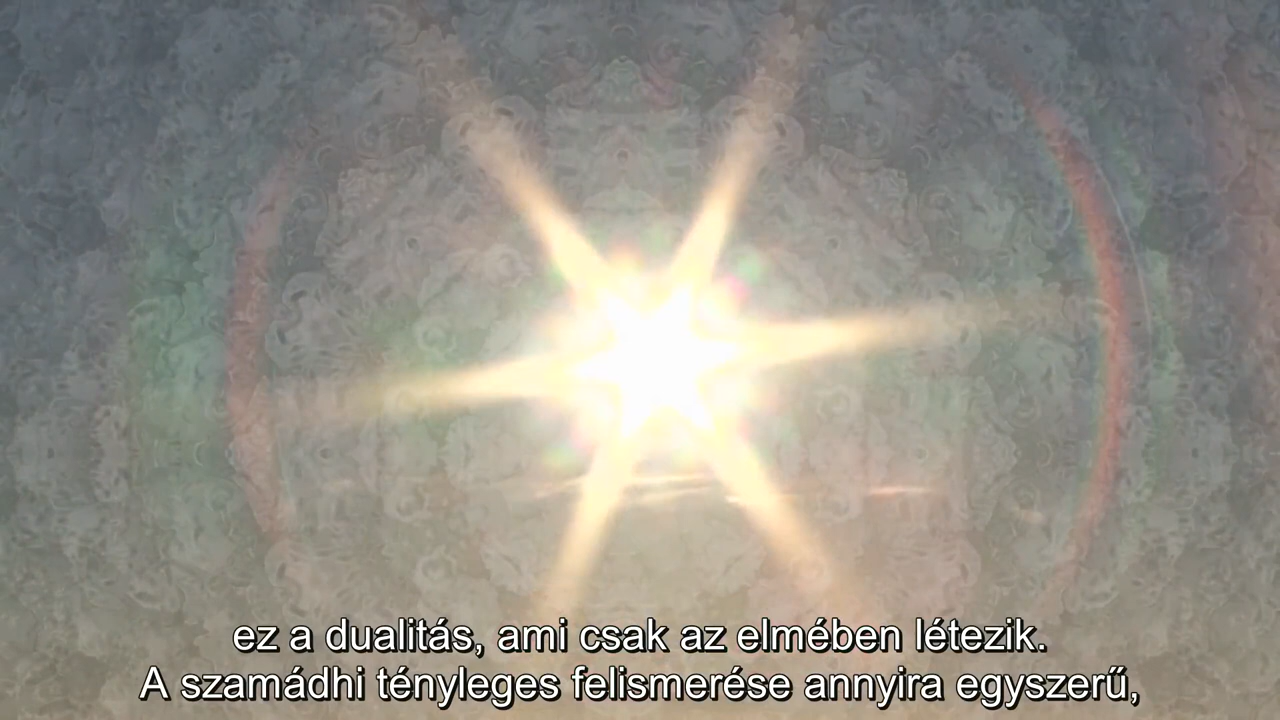 ez a dualitás, ami csak az elmében létezik.
A szamádhi tényleges felismerése annyira egyszerű,